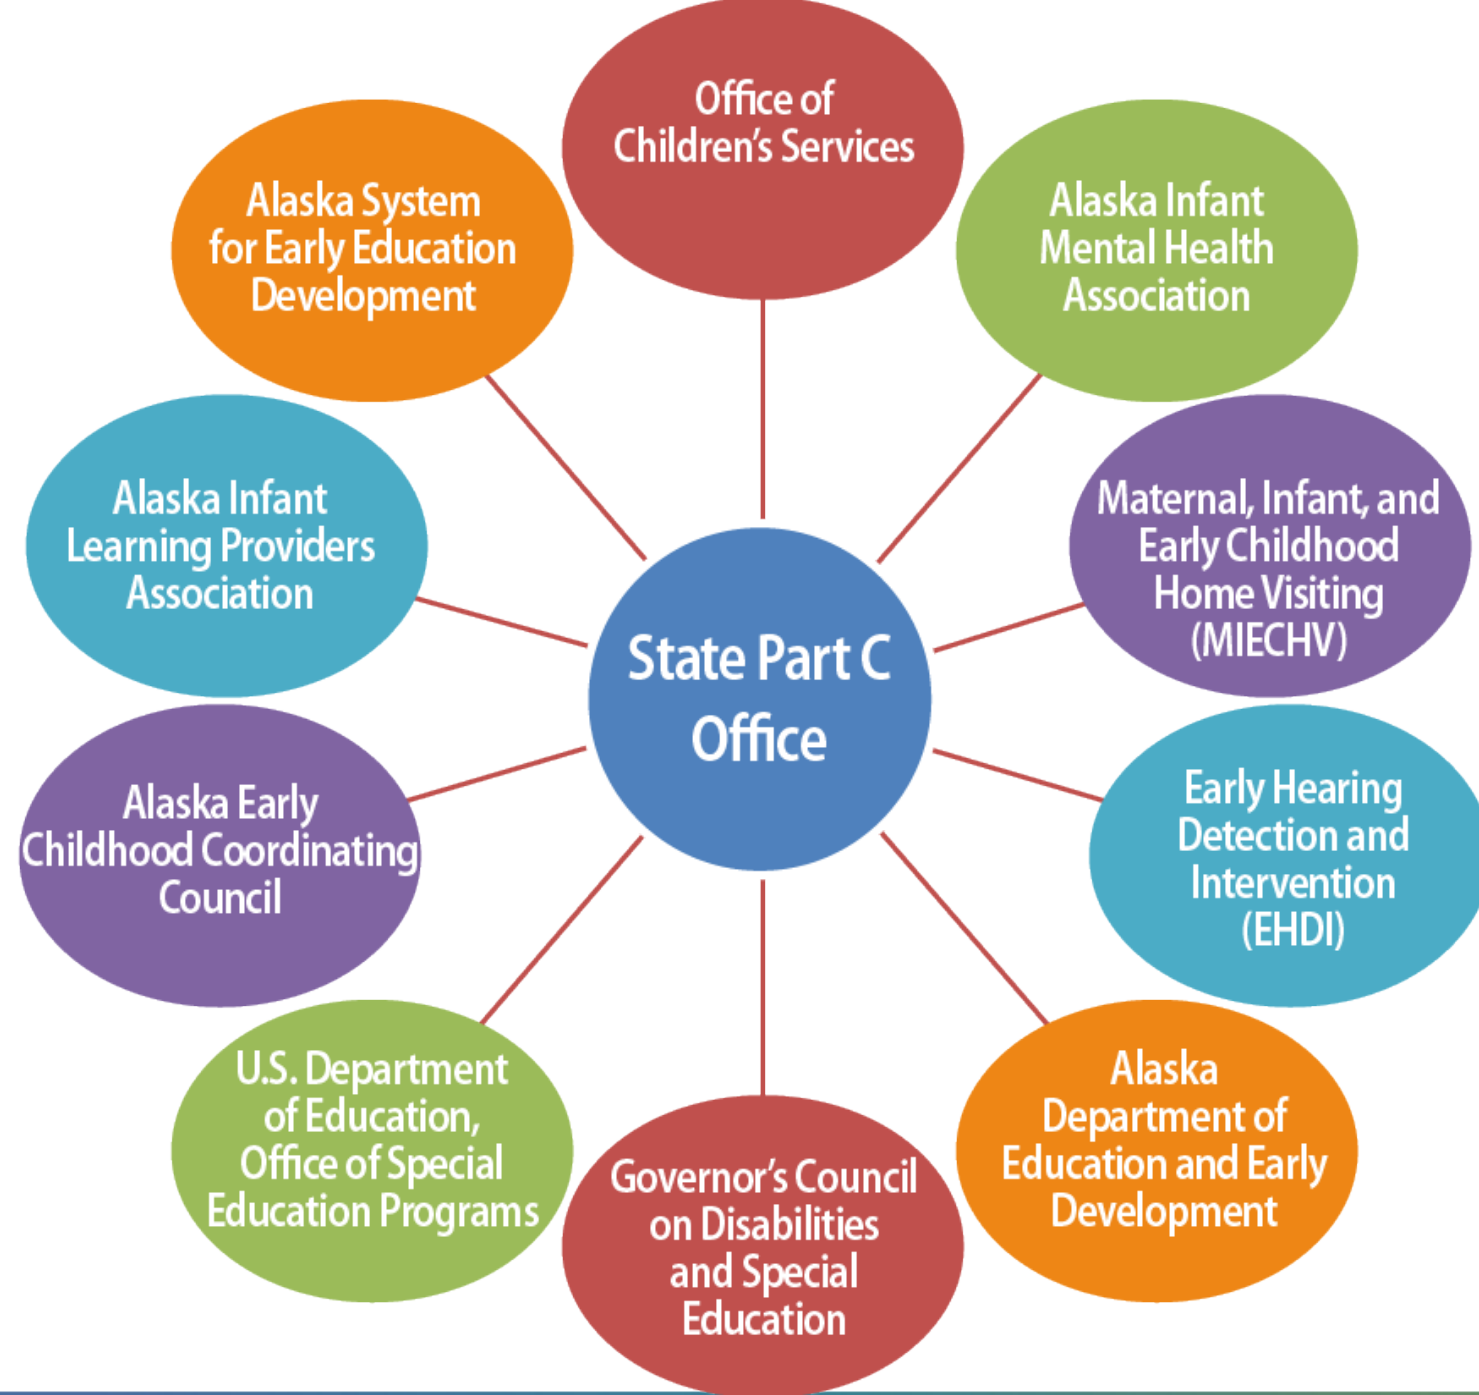 Office of
Children's Services
Alaska System
for Early Education
Development
Alaska Infant
Mental Health
Association
Alaska Infant
Learning Providers
Association
Maternal, Infant, and
Early Childhood
Home Visiting
(MIECHV)
State Part C
Office
Alaska Early
Childhood Coordinating
Council
Early Hearing
Detection and
Intervention
(EHDI)
U.S. Department
of Education,
Office of Special
Education Programs
Governor's Council
on Disabilities
and Special
Education
Alaska
Department of
Education and Early
Development